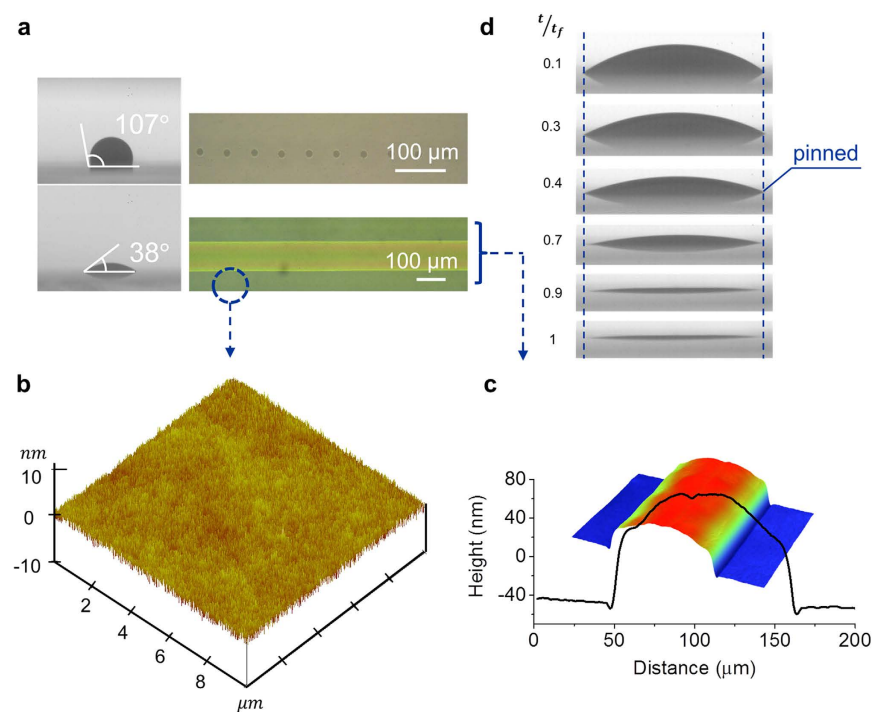 a
107°
100 µm
38°
100 µm
d
t/t_f
0.1
0.3
0.4
pinned
0.7
0.9
1
b
nm
10
0
-10
2
4
6
8
µm
c
Height (nm)
80
40
0
-40
0
50
100
150
200
Distance (µm)